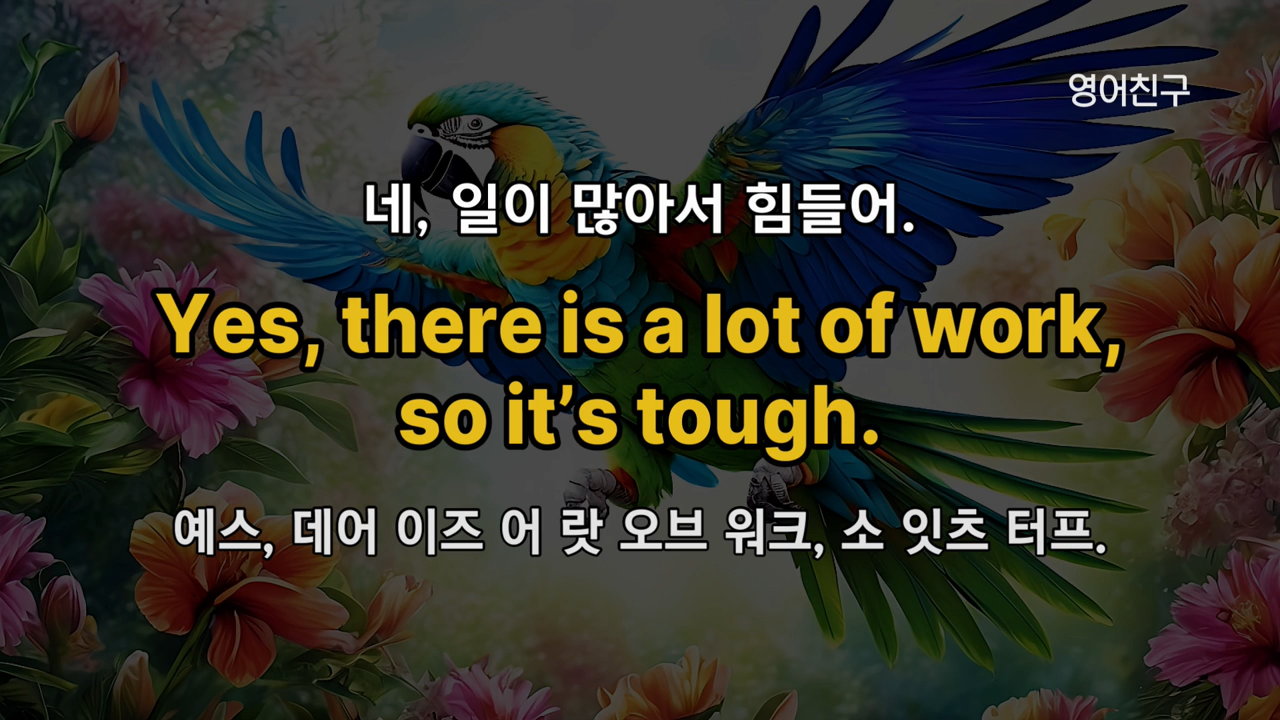 영어친구
네, 일이 많아서 힘들어.
Yes, there is a lot of work,
so it’s tough.
예스, 데어 이즈 어 랏 오브 워크, 소 잇츠 터프.